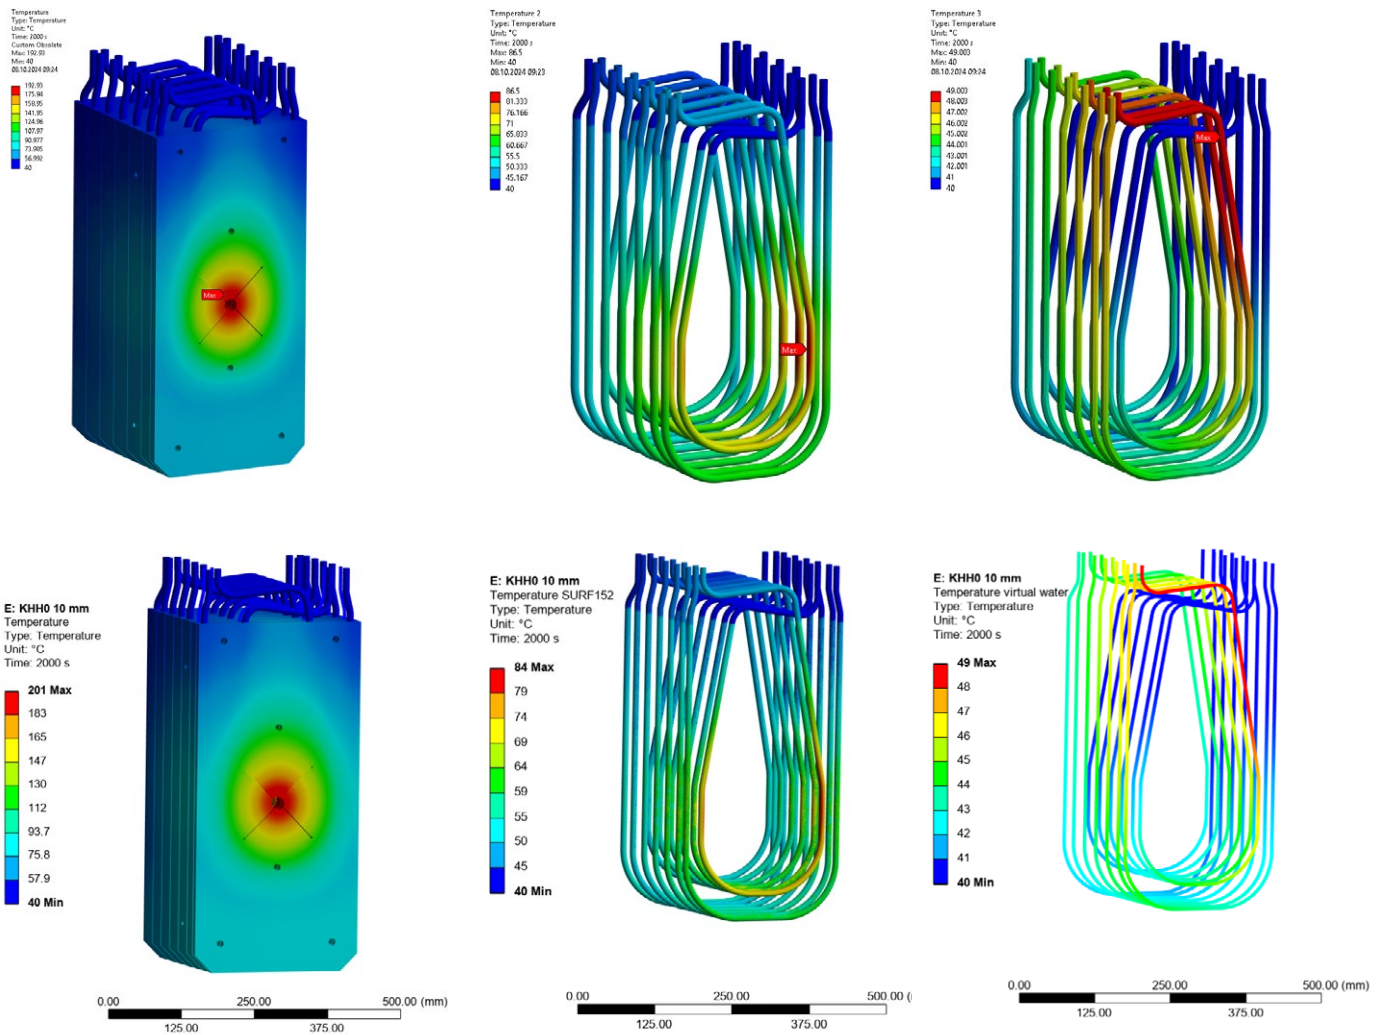 Temperature
Type: Temperature
Unit: °C
Time: 2000 s
Custom Obsolete
Max: 192.93
Min: 40
08.10.2024 09:24
192.93
175.94
158.95
141.95
124.96
107.97
90.977
73.985
56.992
40
Max
Temperature 2
Type: Temperature
Unit: °C
Time: 2000 s
Max: 86.5
Min: 40
08.10.2024 09:23
86.5
81.333
76.166
71
65.833
60.667
55.5
50.333
45.167
40
Max
Temperature 3
Type: Temperature
Unit: °C
Time: 2000 s
Max: 49.003
Min: 40
08.10.2024 09:24
49.003
48.003
47.002
46.002
45.002
44.001
43.001
42.001
41
40
Max
E: KHH0 10 mm
Temperature
Type: Temperature
Unit: °C
Time: 2000 s
201 Max
183
165
147
130
112
93.7
75.8
57.9
40 Min
0.00
250.00
500.00 (mm)
125.00
375.00
E: KHH0 10 mm
Temperature SURF152
Type: Temperature
Unit: °C
Time: 2000 s
84 Max
79
74
69
64
59
55
50
45
40 Min
0.00
250.00
500.00 (
125.00
375.00
E: KHH0 10 mm
Temperature virtual water
Type: Temperature
Unit: °C
Time: 2000 s
49 Max
48
47
46
45
44
43
42
41
40 Min
0.00
250.00
500.00 (mm)
125.00
375.00